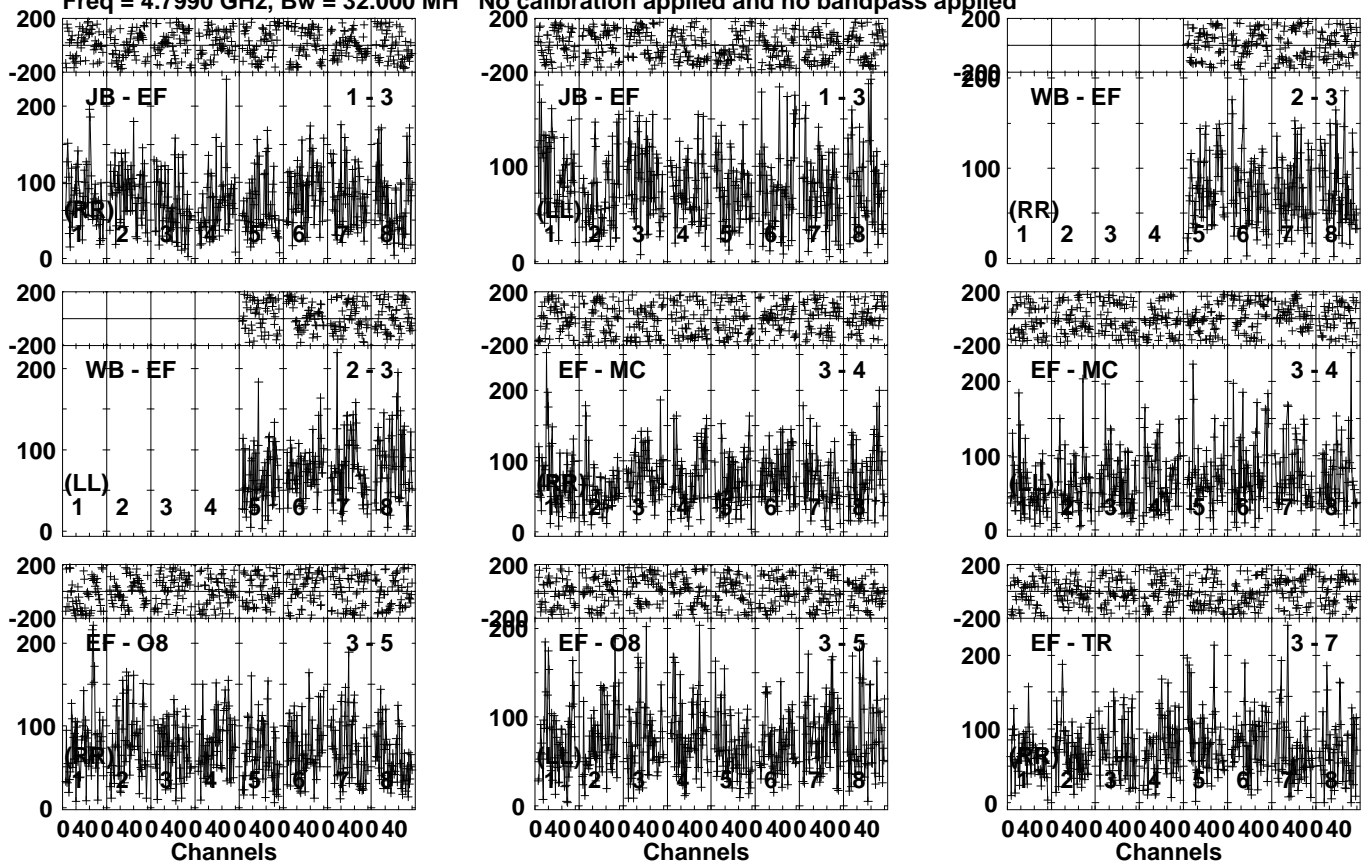 Freq = 4.7990 GHz, Bw = 32.000 MH No calibration applied and no bandpass applied
200 200 200
-200 -200 -200
JB - EF 1 - 3 JB - EF 1 - 3 WB - EF 2 - 3
200 200 200
100 100 100
(RR) (LL) (RR)
1 2 3 4 5 6 7 8 1 2 3 4 5 6 7 8 1 2 3 4 5 6 7 8
0 0 0
200 200 200
-200 -200 -200
WB - EF 2 - 3 EF - MC 3 - 4 EF - MC 3 - 4
200 200 200
100 100 100
(LL) (RR) (LL)
1 2 3 4 5 6 7 8 1 2 3 4 5 6 7 8 1 2 3 4 5 6 7 8
0 0 0
200 200 200
-200 -200 -200
EF - O8 3 - 5 EF - O8 3 - 5 EF - TR 3 - 7
200 200 200
100 100 100
(RR) (LL) (RR)
1 2 3 4 5 6 7 8 1 2 3 4 5 6 7 8 1 2 3 4 5 6 7 8
0 0 0
0 40 0 40 0 40 0 40 0 40 0 40 0 40 0 40 0 40 0 40 0 40 0 40 0 40 0 40 0 40 0 40 0 40 0 40 0 40 0 40 0 40 0 40 0 40 0 40
Channels Channels Channels